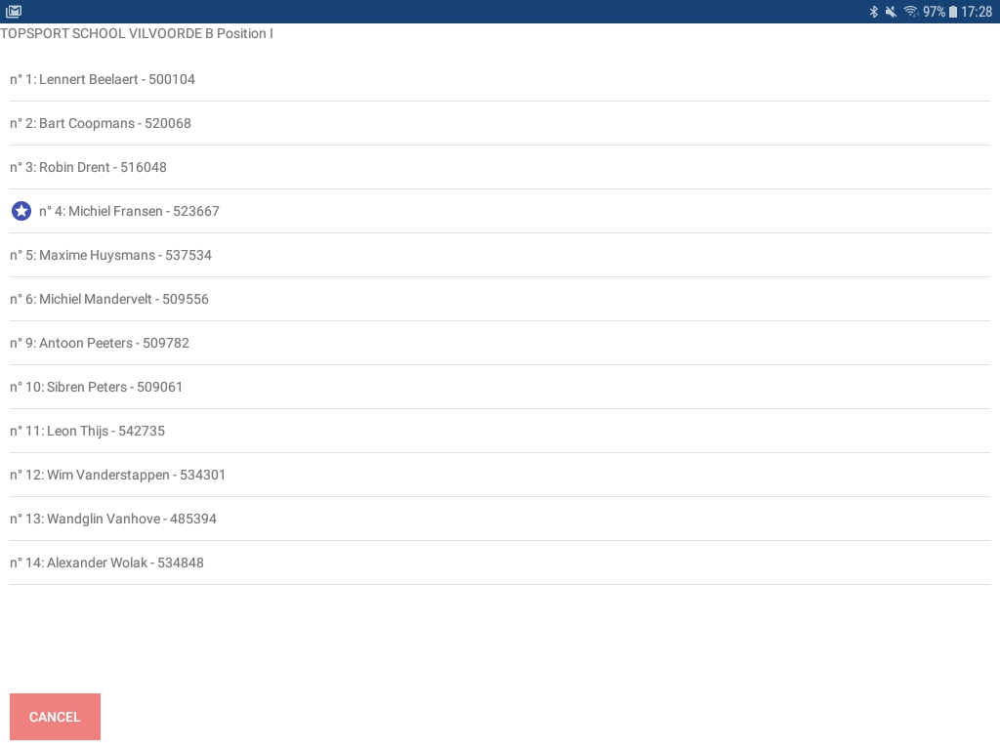 97% 17:28
TOPSPORT SCHOOL VILVOORDE B Position I
n° 1: Lennert Beelaert - 500104
n° 2: Bart Coopmans - 520068
n° 3: Robin Drent - 516048
n° 4: Michiel Fransen - 523667
n° 5: Maxime Huysmans - 537534
n° 6: Michiel Mandervelt - 509556
n° 9: Antoon Peeters - 509782
n° 10: Sibren Peters - 509061
n° 11: Leon Thijs - 542735
n° 12: Wim Vanderstappen - 534301
n° 13: Wandglin Vanhove - 485394
n° 14: Alexander Wolak - 534848
CANCEL